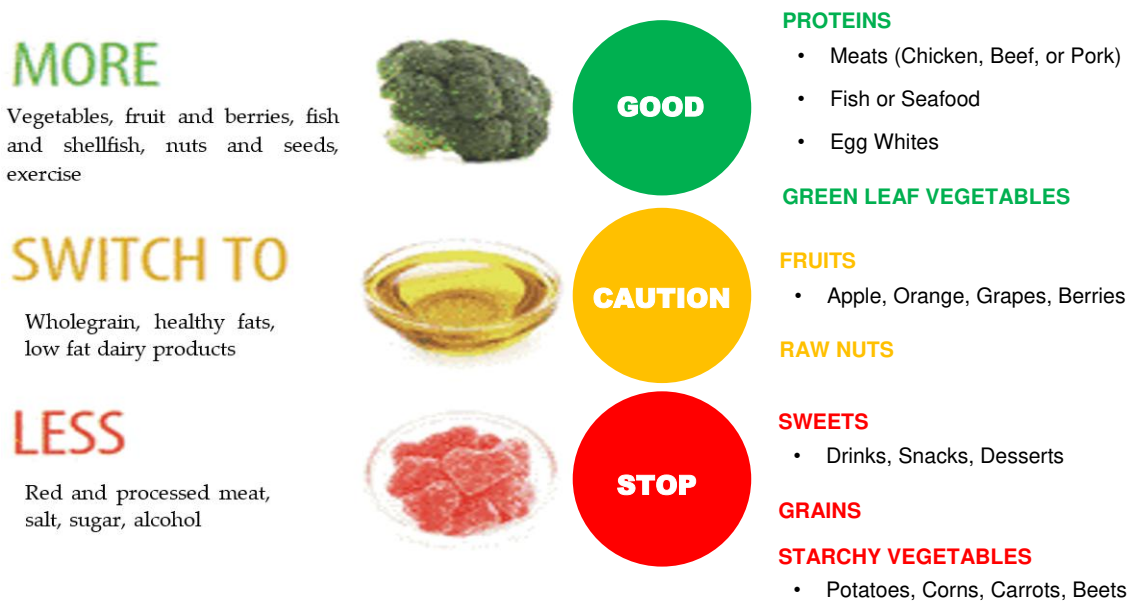 MORE
Vegetables, fruit and berries, fish
and shellfish, nuts and seeds,
exercise
SWITCH TO
Wholegrain, healthy fats,
low fat dairy products
LESS
Red and processed meat,
salt, sugar, alcohol
GOOD
CAUTION
STOP
PROTEINS
• Meats (Chicken, Beef, or Pork)
• Fish or Seafood
• Egg Whites
GREEN LEAF VEGETABLES
FRUITS
• Apple, Orange, Grapes, Berries
RAW NUTS
SWEETS
• Drinks, Snacks, Desserts
GRAINS
STARCHY VEGETABLES
• Potatoes, Corns, Carrots, Beets